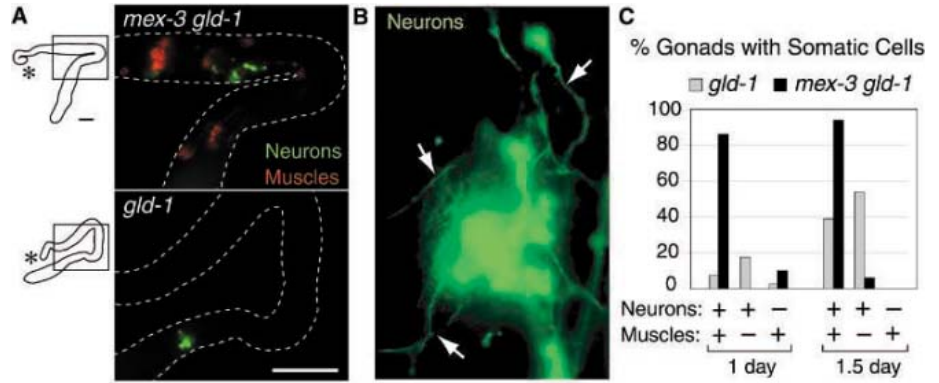 A
mex-3 gld-1
*
Neurons
Muscles
gld-1
*
B
Neurons
C
% Gonads with Somatic Cells
gld-1 mex-3 gld-1
100
80
60
40
20
0
Neurons: + + − + + −
Muscles: + − + + − +
1 day 1.5 day